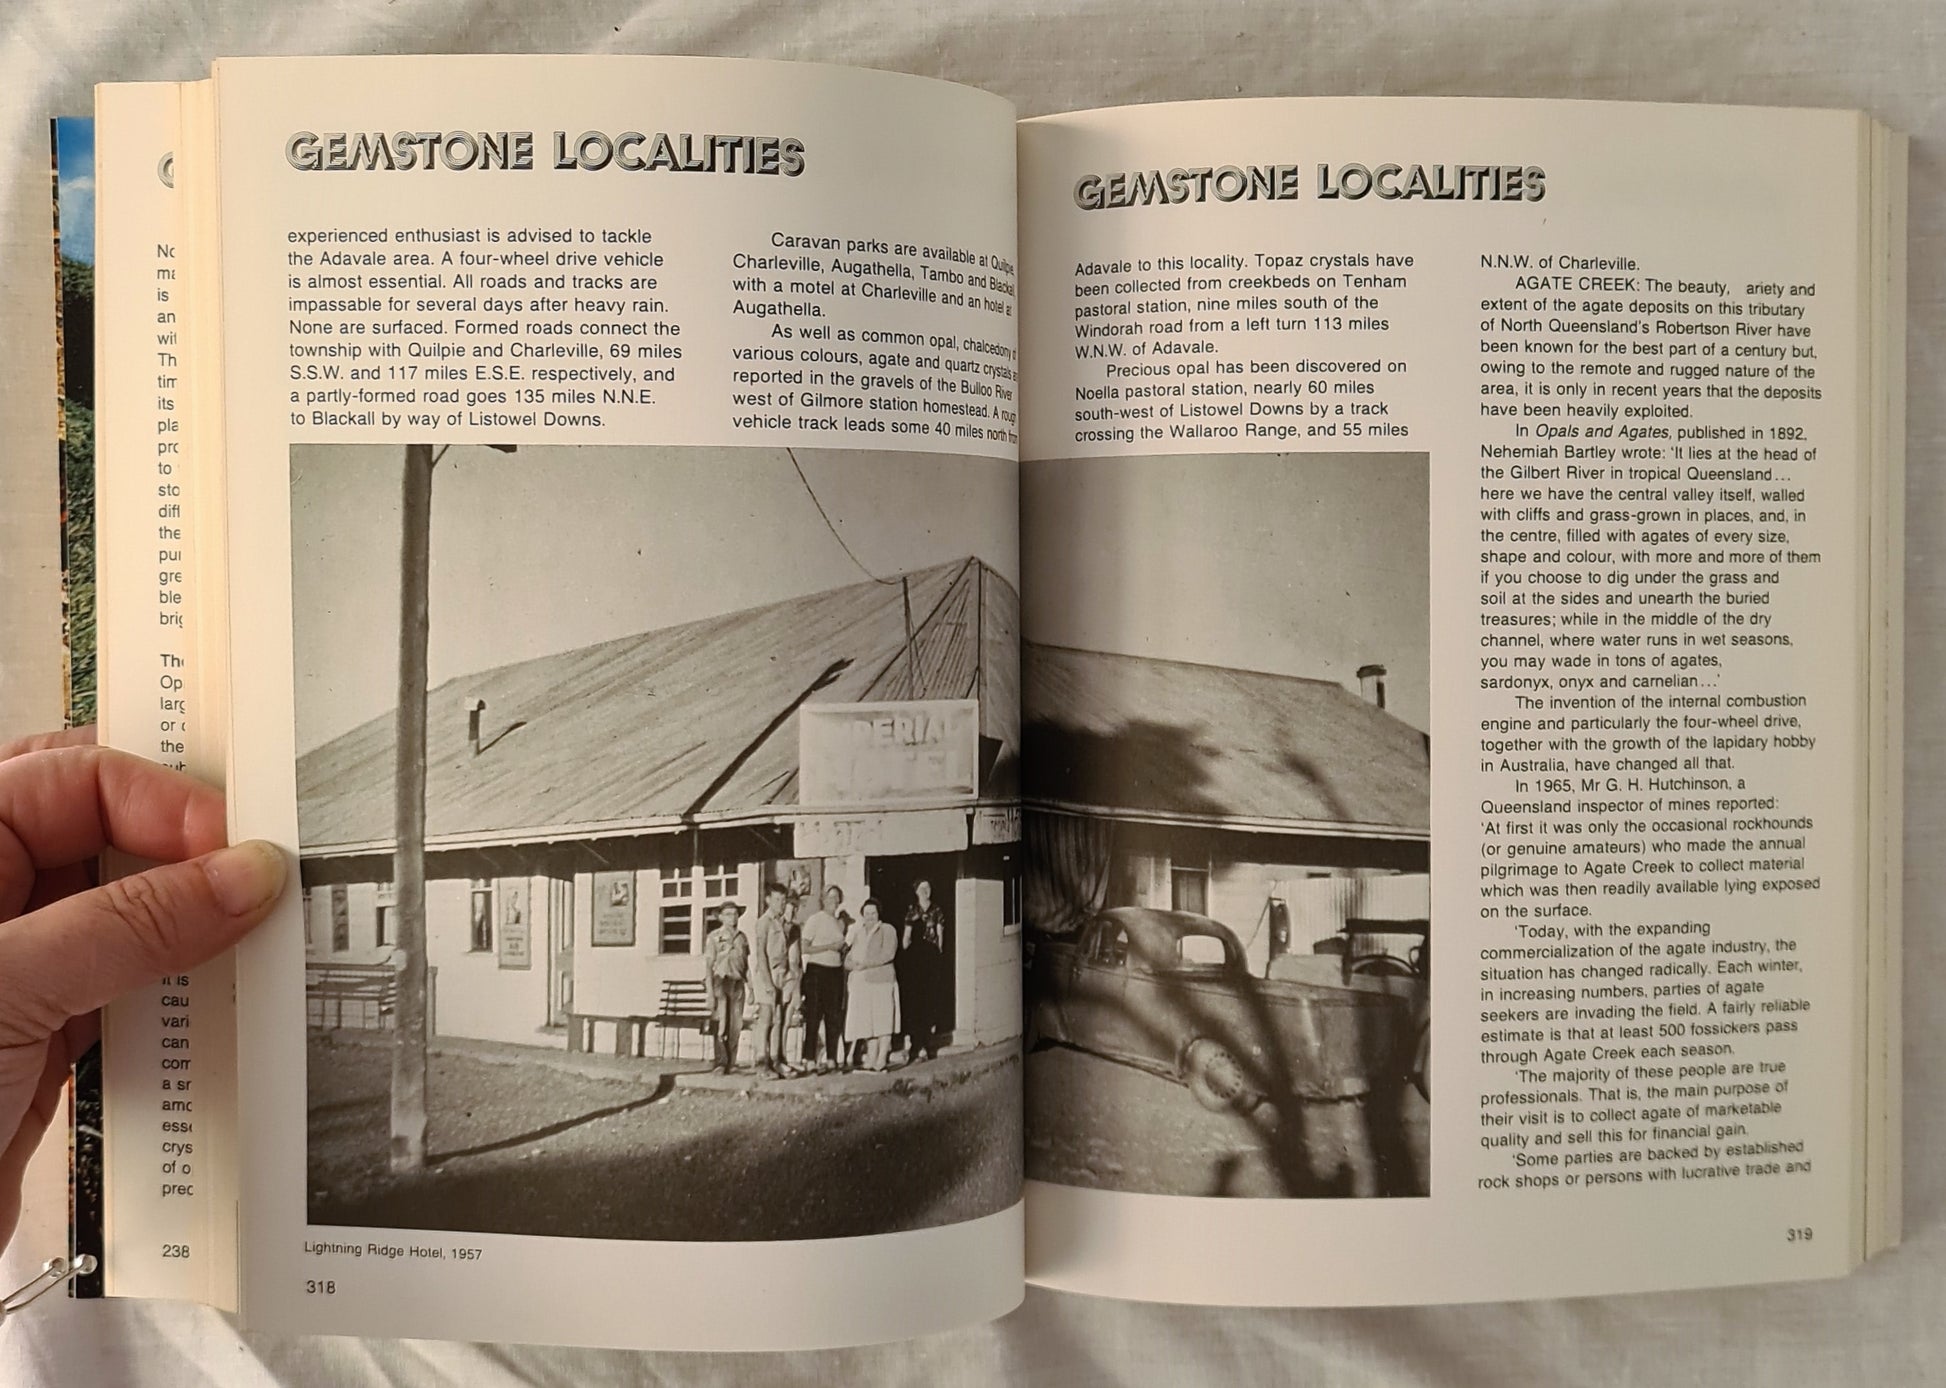 GEMSTONE LOCALITIES
experienced enthusiast is advised to tackle
the Adavale area. A four-wheel drive vehicle
is almost essential. All roads and tracks are
impassable for several days after heavy rain.
None are surfaced. Formed roads connect the
township with Quilpie and Charleville, 69 miles
S.S.W. and 117 miles E.S.E. respectively, and
a partly-formed road goes 135 miles N.N.E.
to Blackall by way of Listowel Downs.
Caravan parks are available at
Charleville, Augathella, Tambo and
with a motel at Charleville and an hotel at
Augathella.
As well as common opal, chalcedony
various colours, agate and quartz crystals
reported in the gravels of the Bulloo River
west of Gilmore station homestead. A
vehicle track leads some 40 miles north
Lightning Ridge Hotel, 1957
318
GEMSTONE LOCALITIES
Adavale to this locality. Topaz crystals have
been collected from creekbeds on Tenham
pastoral station, nine miles south of the
Windorah road from a left turn 113 miles
W.N.W. of Adavale.
Precious opal has been discovered on
Noella pastoral station, nearly 60 miles
south-west of Listowel Downs by a track
crossing the Wallaroo Range, and 55 miles
N.N.W. of Charleville.
AGATE CREEK: The beauty, ariety and
extent of the agate deposits on this tributary
of North Queensland's Robertson River have
been known for the best part of a century but,
owing to the remote and rugged nature of the
area, it is only in recent years that the deposits
have been heavily exploited.
In Opals and Agates, published in 1892,
Nehemiah Bartley wrote: 'It lies at the head of
the Gilbert River in tropical Queensland...
here we have the central valley itself, walled
with cliffs and grass-grown in places, and, in
the centre, filled with agates of every size,
shape and colour, with more and more of them
if you choose to dig under the grass and
soil at the sides and unearth the buried
treasures; while in the middle of the dry
channel, where water runs in wet seasons,
you may wade in tons of agates,
sardonyx, onyx and carnelian...'
The invention of the internal combustion
engine and particularly the four-wheel drive,
together with the growth of the lapidary hobby
in Australia, have changed all that.
In 1965, Mr G. H. Hutchinson, a
Queensland inspector of mines reported:
'At first it was only the occasional rockhounds
(or genuine amateurs) who made the annual
pilgrimage to Agate Creek to collect material
which was then readily available lying exposed
on the surface.
'Today, with the expanding
commercialization of the agate industry, the
situation has changed radically. Each winter,
in increasing numbers, parties of agate
seekers are invading the field. A fairly reliable
estimate is that at least 500 fossickers pass
through Agate Creek each season.
'The majority of these people are true
professionals. That is, the main purpose of
their visit is to collect agate of marketable
quality and sell this for financial gain.
'Some parties are backed by established
rock shops or persons with lucrative trade and
319
238